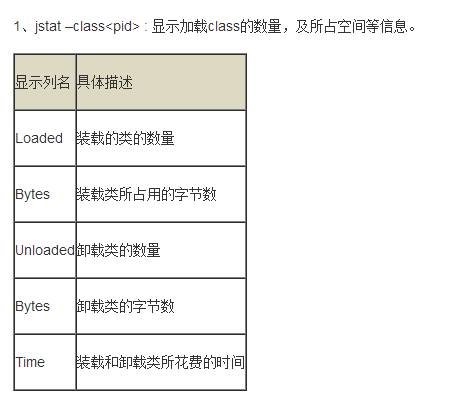 1、jstat –class<pid> : 显示加载class的数量，及所占空间等信息。
显示列名 具体描述
Loaded 装载的类的数量
Bytes 装载类所占用的字节数
Unloaded 卸载类的数量
Bytes 卸载类的字节数
Time 装载和卸载类所花费的时间